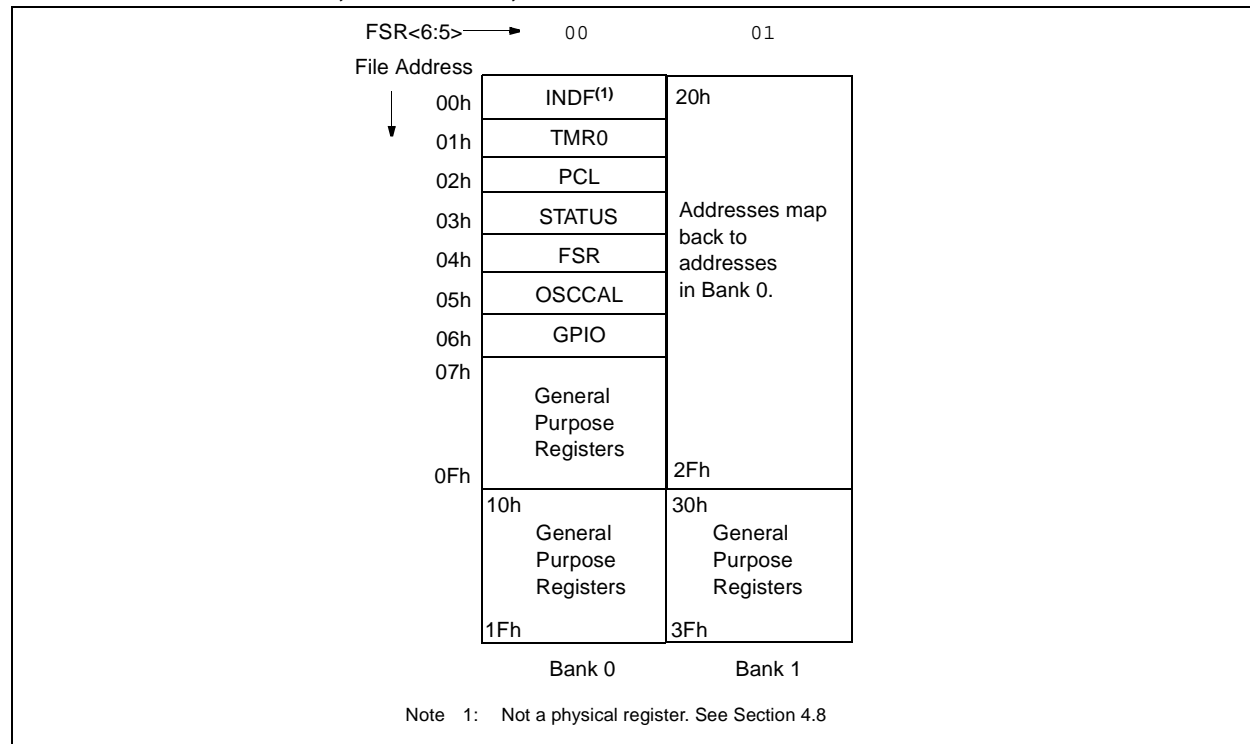 FSR<6:5> 00 01
File Address
00h INDF(1) 20h
01h TMR0
02h PCL
03h STATUS Addresses map
back to
04h FSR addresses
05h OSCCAL in Bank 0.
06h GPIO
07h
General
Purpose
Registers
0Fh 2Fh
10h 30h
General General
Purpose Purpose
Registers Registers
1Fh 3Fh
Bank 0 Bank 1
Note 1: Not a physical register. See Section 4.8